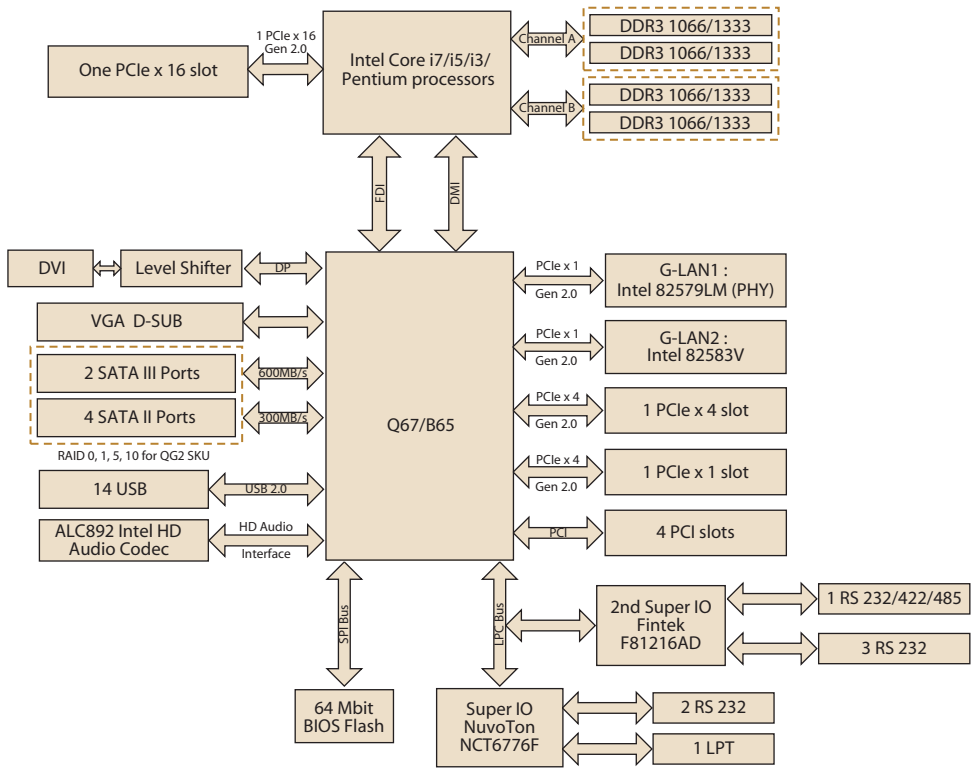 1 PCIe x 16
Gen 2.0
One PCIe x 16 slot
Intel Core i7/i5/i3/
Pentium processors
Channel A
DDR3 1066/1333
DDR3 1066/1333
Channel B
DDR3 1066/1333
DDR3 1066/1333
FDI
DMI
DVI
Level Shifter
DP
VGA D-SUB
2 SATA III Ports
600MB/s
4 SATA II Ports
300MB/s
RAID 0, 1, 5, 10 for QG2 SKU
14 USB
USB 2.0
ALC892 Intel HD
Audio Codec
HD Audio
Interface
Q67/B65
PCIe x 1
Gen 2.0
G-LAN1 :
Intel 82579LM (PHY)
PCIe x 1
Gen 2.0
G-LAN2 :
Intel 82583V
PCIe x 4
Gen 2.0
1 PCIe x 4 slot
PCIe x 4
Gen 2.0
1 PCIe x 1 slot
PCI
4 PCI slots
SPI Bus
LPC Bus
2nd Super IO
Fintek
F81216AD
1 RS 232/422/485
3 RS 232
64 Mbit
BIOS Flash
Super IO
NuvoTon
NCT6776F
2 RS 232
1 LPT